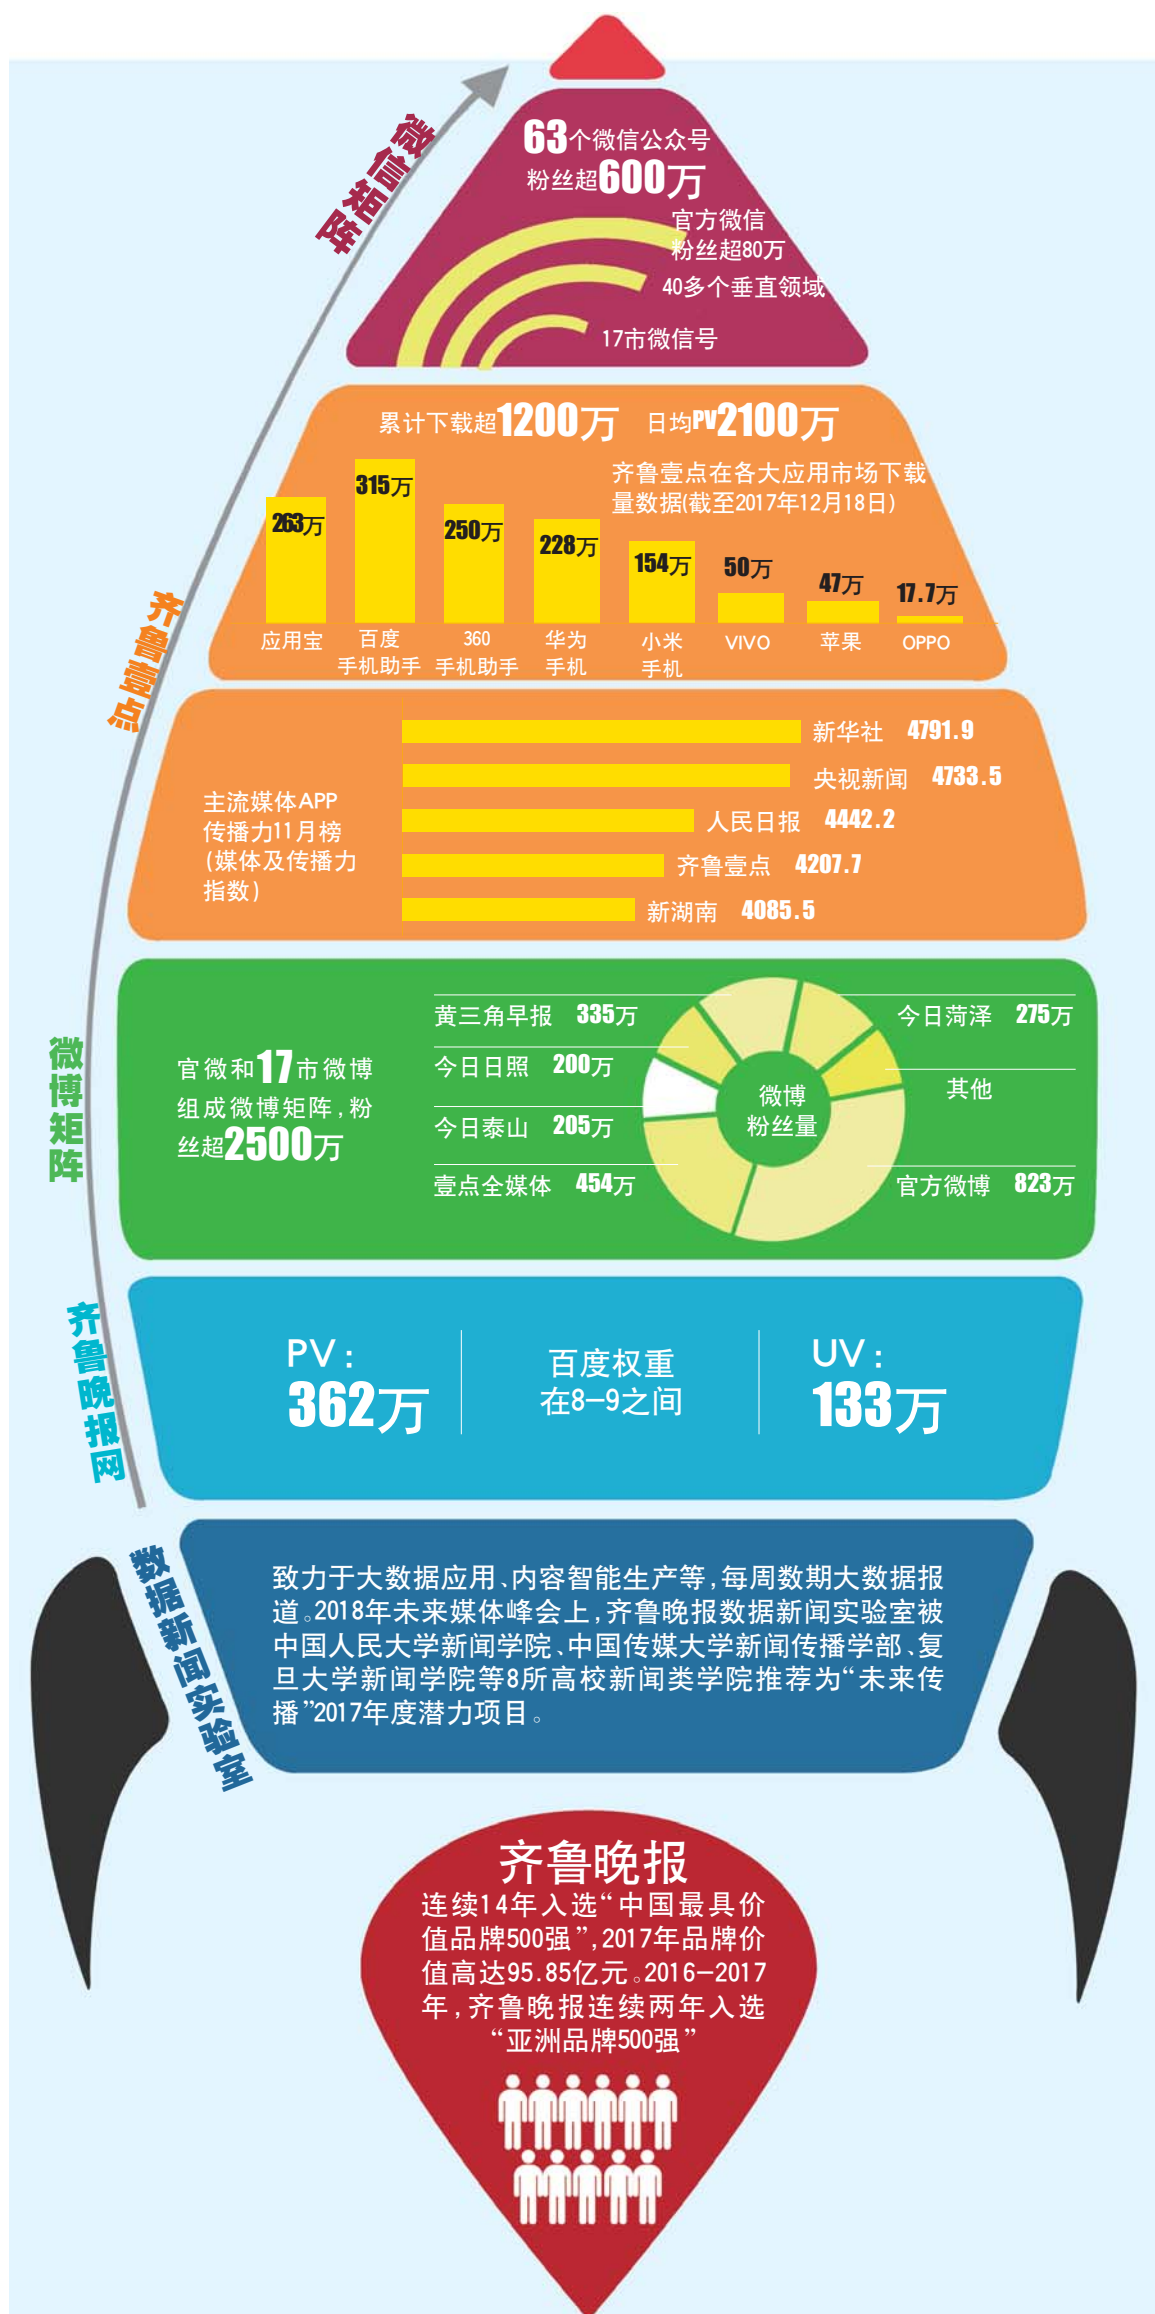 微信矩阵
63个微信公众号
粉丝超600万
官方微信
粉丝超80万
40多个垂直领域
17市微信号
齐鲁壹点
累计下载超1200万 日均PV2100万
齐鲁壹点在各大应用市场下载
量数据(截至2017年12月18日)
263万
315万
250万
228万
154万
50万
47万
17.7万
应用宝
百度
手机助手
360
手机助手
华为
手机
小米
手机
VIVO
苹果
OPPO
主流媒体APP
传播力11月榜
(媒体及传播力
指数)
新华社 4791.9
央视新闻 4733.5
人民日报 4442.2
齐鲁壹点 4207.7
新湖南 4085.5
微博矩阵
官微和17市微博
组成微博矩阵,粉
丝超2500万
黄三角早报 335万
今日日照 200万
今日泰山 205万
壹点全媒体 454万
微博
粉丝量
今日菏泽 275万
其他
官方微博 823万
齐鲁晚报网
PV:
362万
百度权重
在8-9之间
UV:
133万
数据新闻实验室
致力于大数据应用、内容智能生产等,每周数期大数据报
道。2018年未来媒体峰会上,齐鲁晚报数据新闻实验室被
中国人民大学新闻学院、中国传媒大学新闻传播学部、复
旦大学新闻学院等8所高校新闻类学院推荐为“未来传
播”2017年度潜力项目。
齐鲁晚报
连续14年入选“中国最具价
值品牌500强”,2017年品牌价
值高达95.85亿元。2016-2017
年,齐鲁晚报连续两年入选
“亚洲品牌500强”